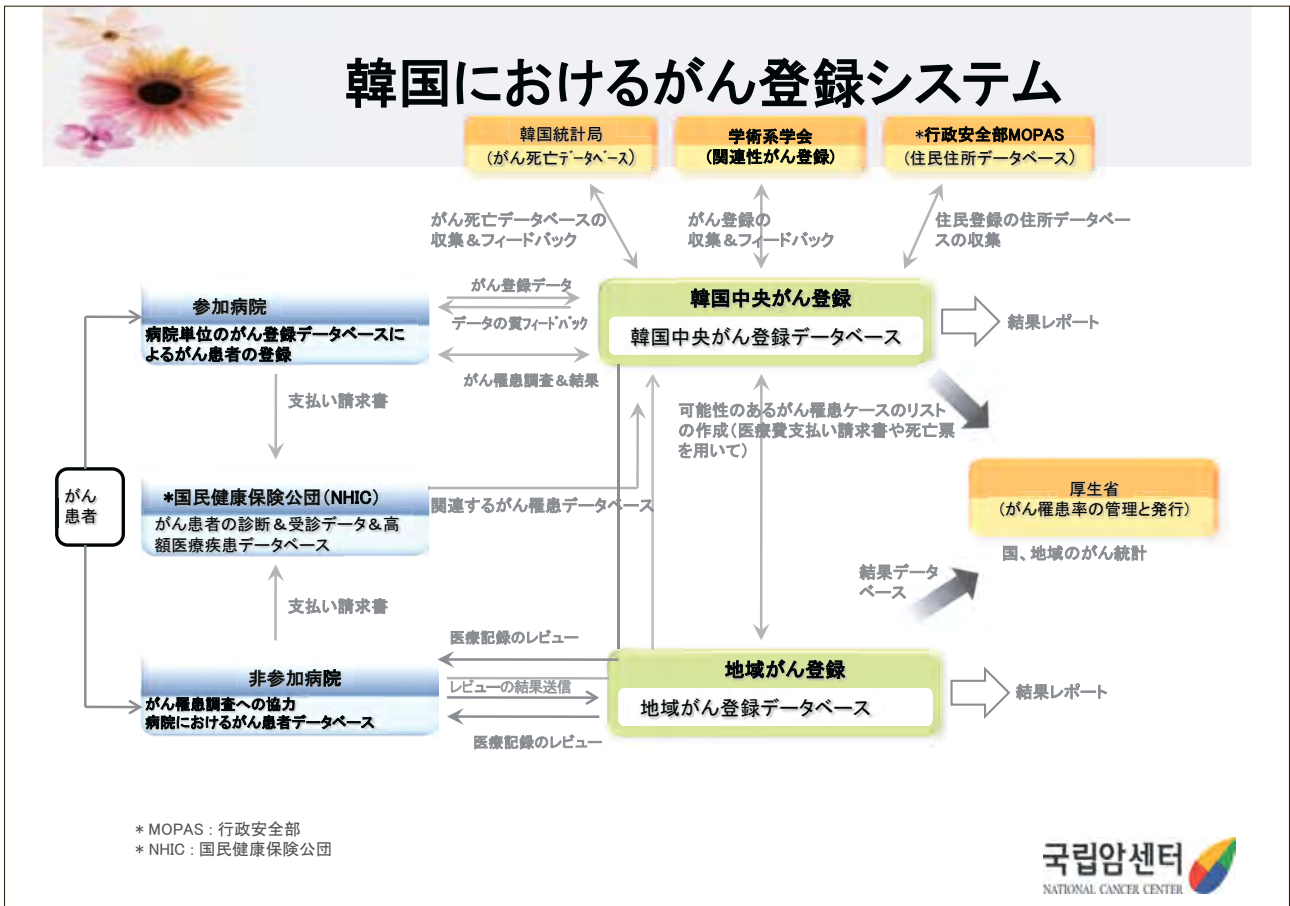 韓国におけるがん登録システム
韓国統計局
(がん死亡データベース)
学術系学会
(関連性がん登録)
*行政安全部MOPAS
(住民住所データベース)
がん死亡データベースの
収集&フィードバック
がん登録の
収集&フィードバック
住民登録の住所データベー
スの収集
参加病院
病院単位のがん登録データベースに
よるがん患者の登録
がん登録データ
データの質フィードバック
がん罹患調査&結果
韓国中央がん登録
韓国中央がん登録データベース
結果レポート
支払い請求書
可能性のあるがん罹患ケースのリスト
の作成(医療費支払い請求書や死亡票
を用いて)
がん
患者
*国民健康保険公団(NHIC)
がん患者の診断&受診データ&高
額医療疾患データベース
関連するがん罹患データベース
厚生省
(がん罹患率の管理と発行)
国、地域のがん統計
結果データ
ベース
支払い請求書
医療記録のレビュー
非参加病院
がん罹患調査への協力
病院におけるがん患者データベース
レビューの結果送信
医療記録のレビュー
地域がん登録
地域がん登録データベース
結果レポート
* MOPAS : 行政安全部
* NHIC : 国民健康保険公団
국립암센터
NATIONAL CANCER CENTER